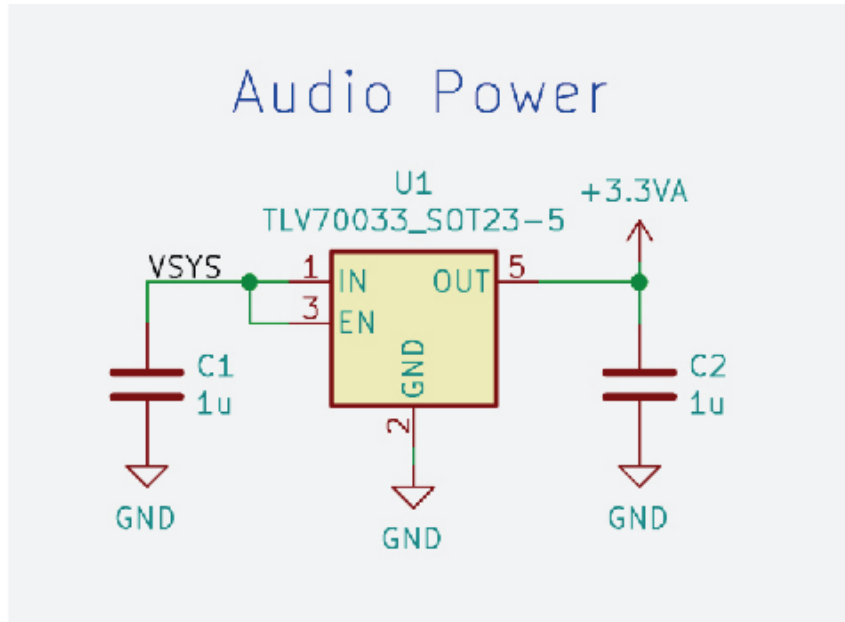 Audio Power
U1
TLV70033_SOT23-5
+3.3VA
VSYS
1
IN
OUT
5
3
EN
GND
2
C1
1u
C2
1u
GND
GND
GND